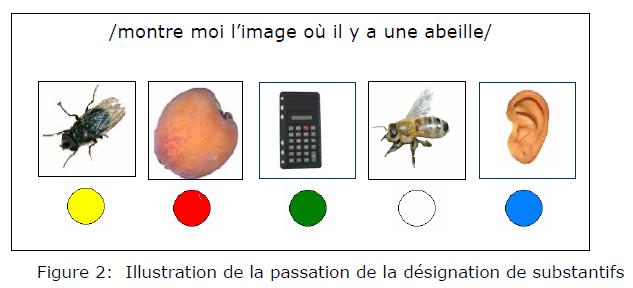 /montre moi l'image où il y a une abeille/
Figure 2: Illustration de la passation de la désignation de substantifs